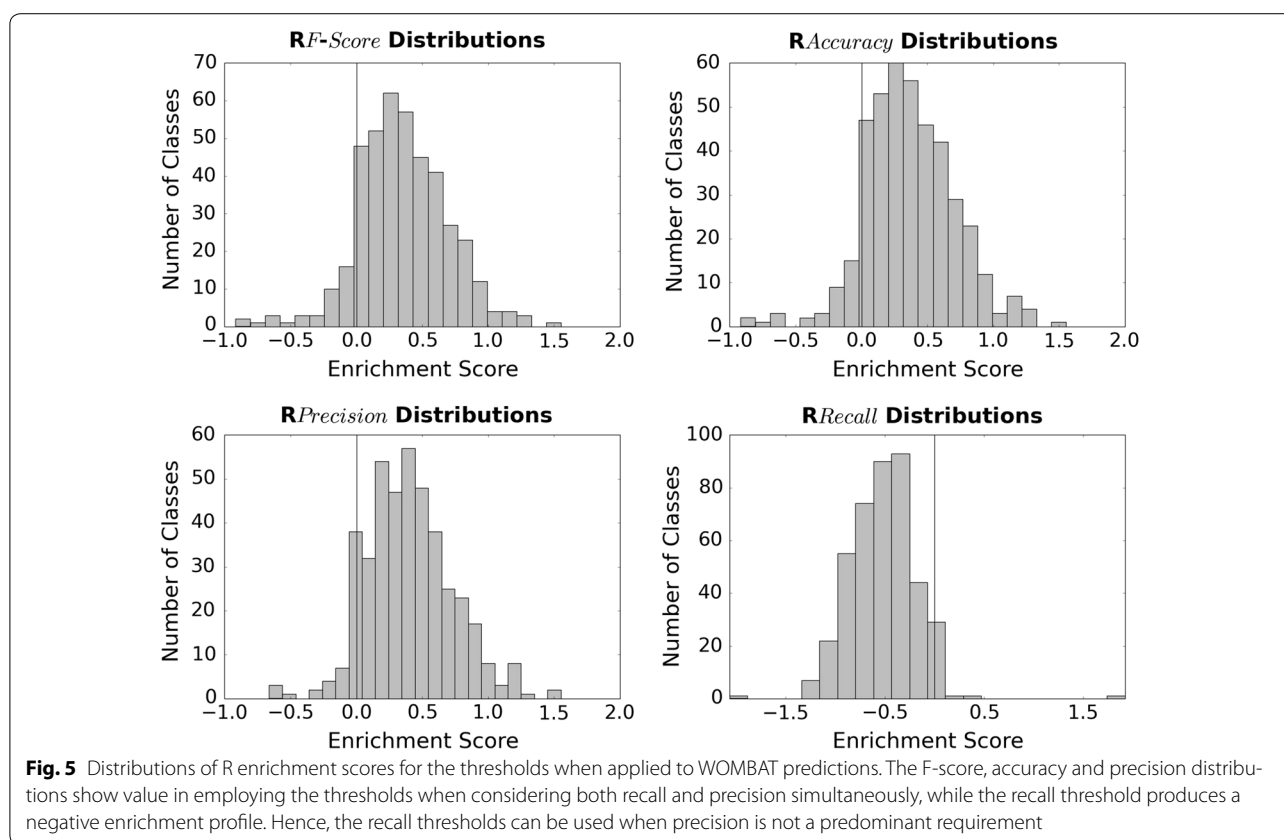 RF-Score Distributions
70
60
50
40
30
20
10
0
Number of Classes
−1.0 −0.5 0.0 0.5 1.0 1.5 2.0
Enrichment Score
RAccuracy Distributions
60
50
40
30
20
10
0
Number of Classes
−1.0 −0.5 0.0 0.5 1.0 1.5 2.0
Enrichment Score
RPrecision Distributions
60
50
40
30
20
10
0
Number of Classes
−1.0 −0.5 0.0 0.5 1.0 1.5 2.0
Enrichment Score
RRecall Distributions
100
80
60
40
20
0
Number of Classes
−1.5 −0.5 0.5 1.5
Enrichment Score
Fig. 5 Distributions of R enrichment scores for the thresholds when applied to WOMBAT predictions. The F-score, accuracy and precision distribu-
tions show value in employing the thresholds when considering both recall and precision simultaneously, while the recall threshold produces a
negative enrichment profile. Hence, the recall thresholds can be used when precision is not a predominant requirement